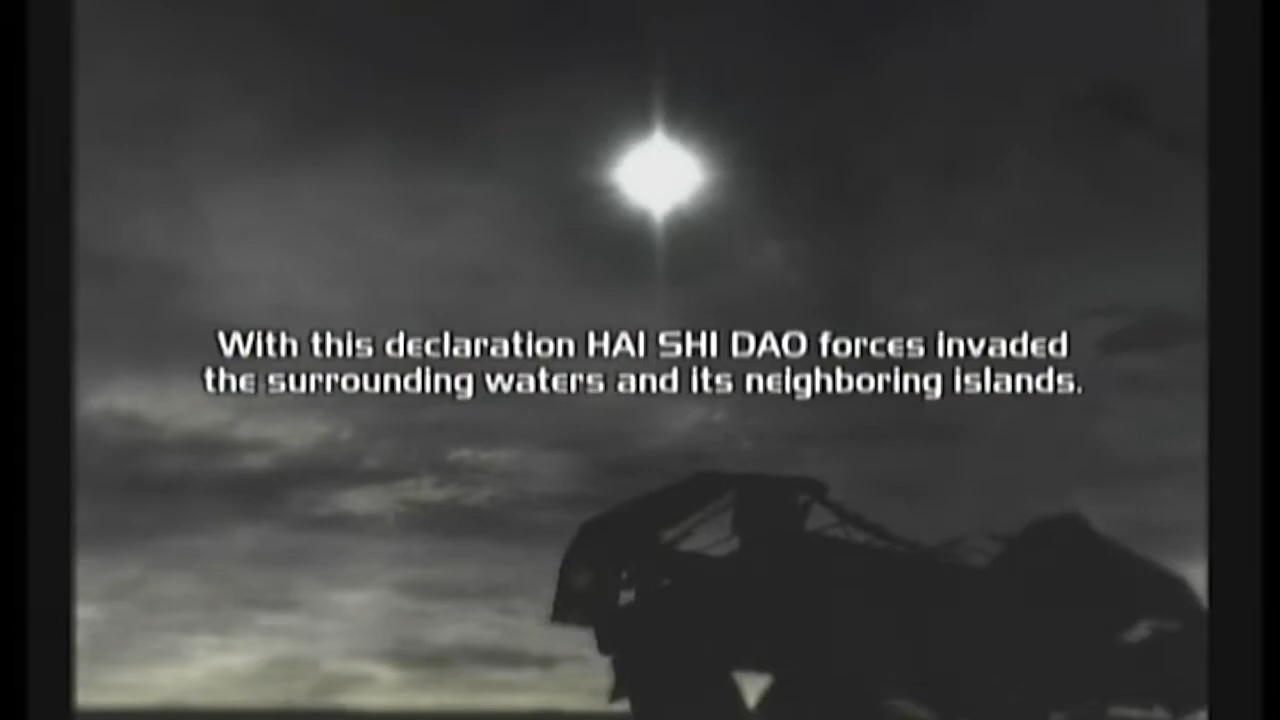 With this declaration HAI SHI DAO forces invaded
the surrounding waters and its neighboring islands.